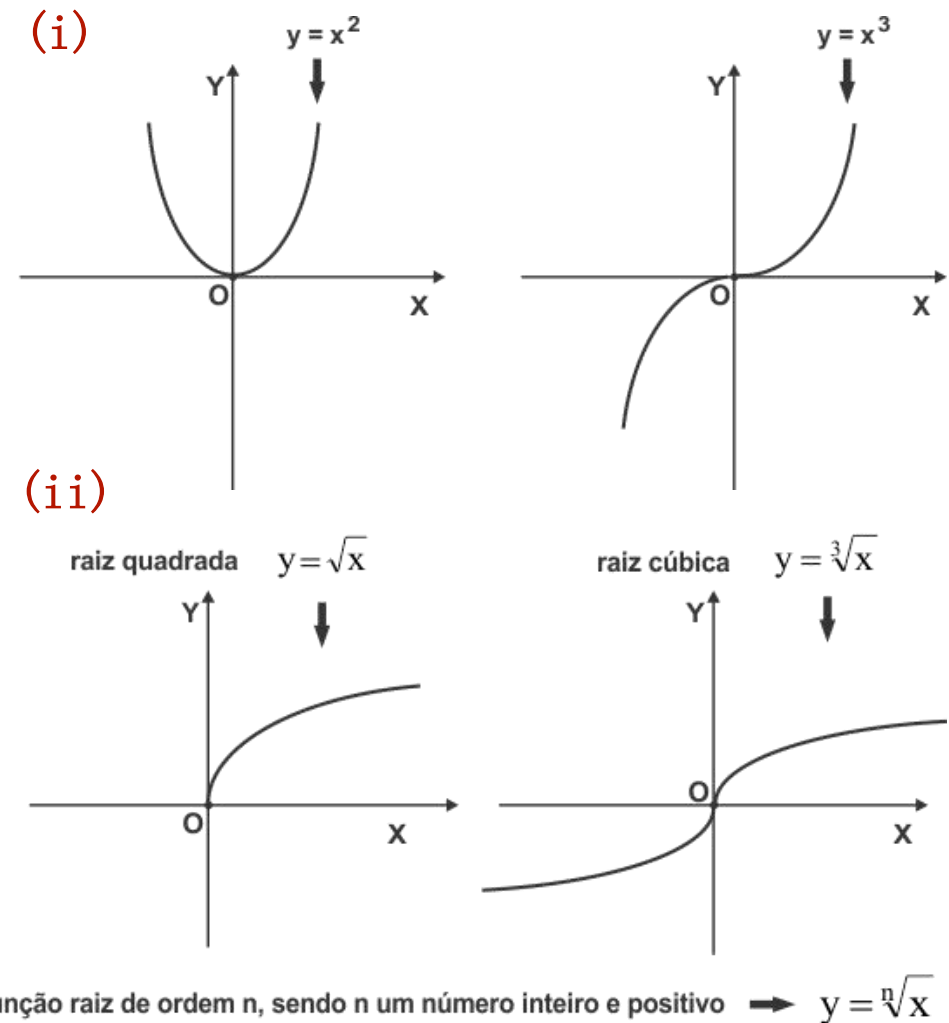 (i)
y = x²
y = x³
Y
Y
O
X
O
X
(ii)
raiz quadrada y = √x
raiz cúbica y = ∛x
Y
Y
O
X
O
X
unção raiz de ordem n, sendo n um número inteiro e positivo ➡ y = ⁿ√x